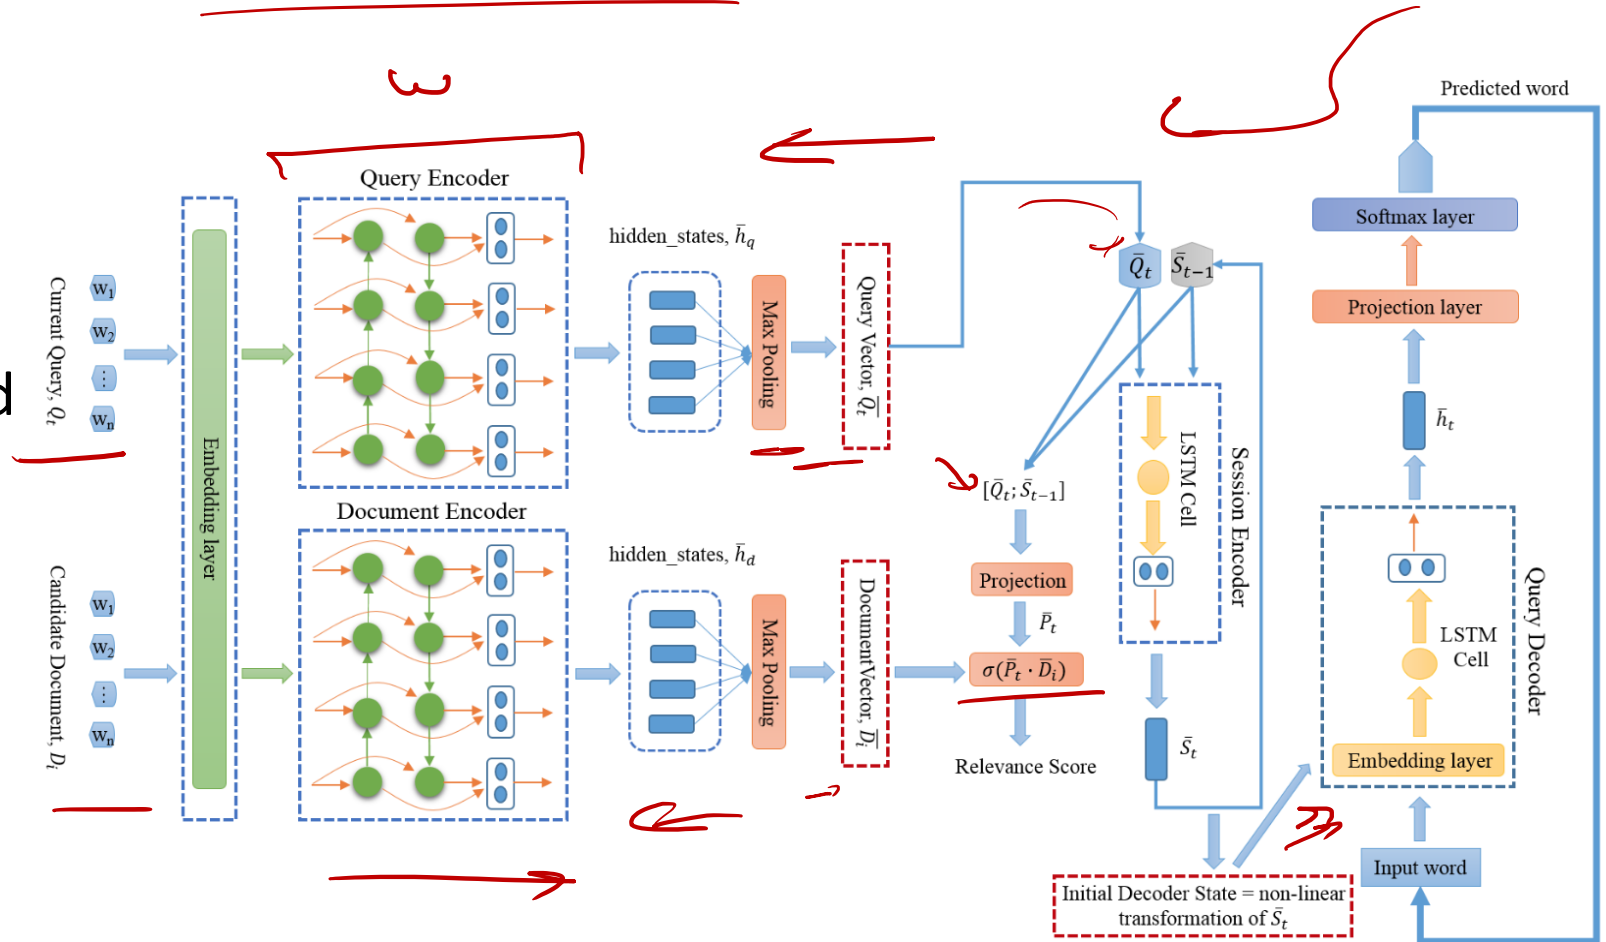 Predicted word
Query Encoder
Softmax layer
hidden_states, h̄q
Q̄t
S̄t−1
Current Query, Qt
w1
w2
⋮
wn
Max Pooling
Query Vector, Q̄t
Projection layer
h̄t
d
Embedding layer
LSTM Cell
Session Encoder
[Q̄t; S̄t−1]
Document Encoder
hidden_states, h̄d
Projection
P̄t
Candidate Document, Di
w1
w2
⋮
wn
Max Pooling
DocumentVector, D̄i
σ(P̄t · D̄i)
Relevance Score
S̄t
LSTM
Cell
Query Decoder
Embedding layer
Input word
Initial Decoder State = non-linear
transformation of S̄t